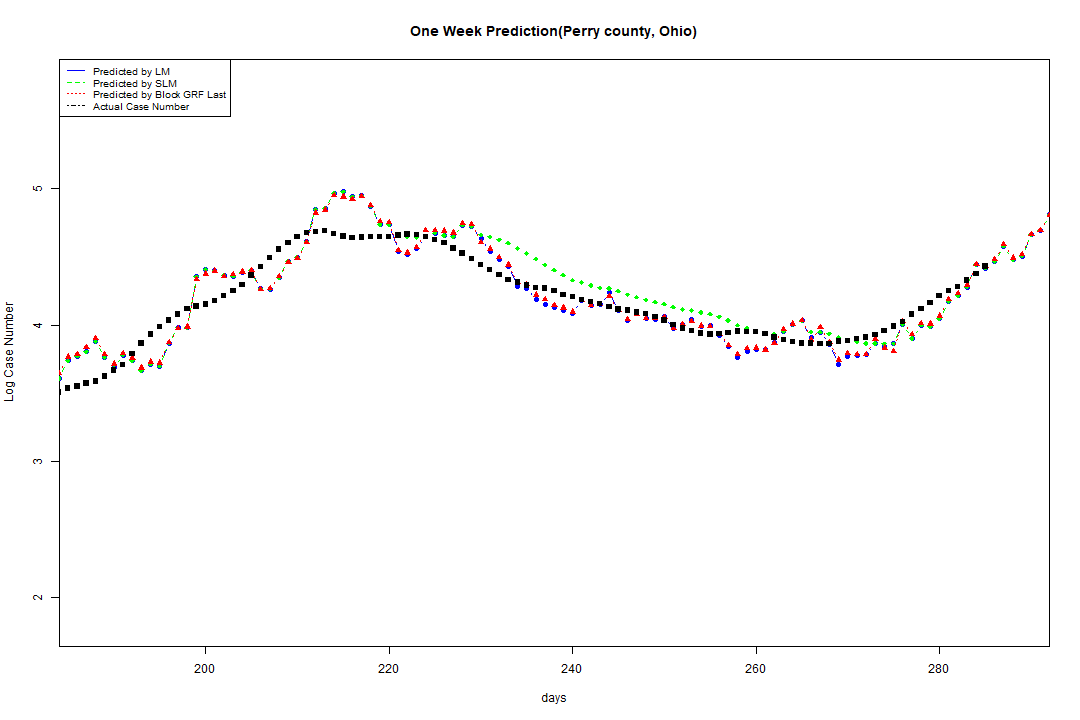 One Week Prediction(Perry county, Ohio)
Predicted by LM
Predicted by SLM
Predicted by Block GRF Last
Actual Case Number
5
4
3
2
Log Case Number
200 220 240 260 280
days